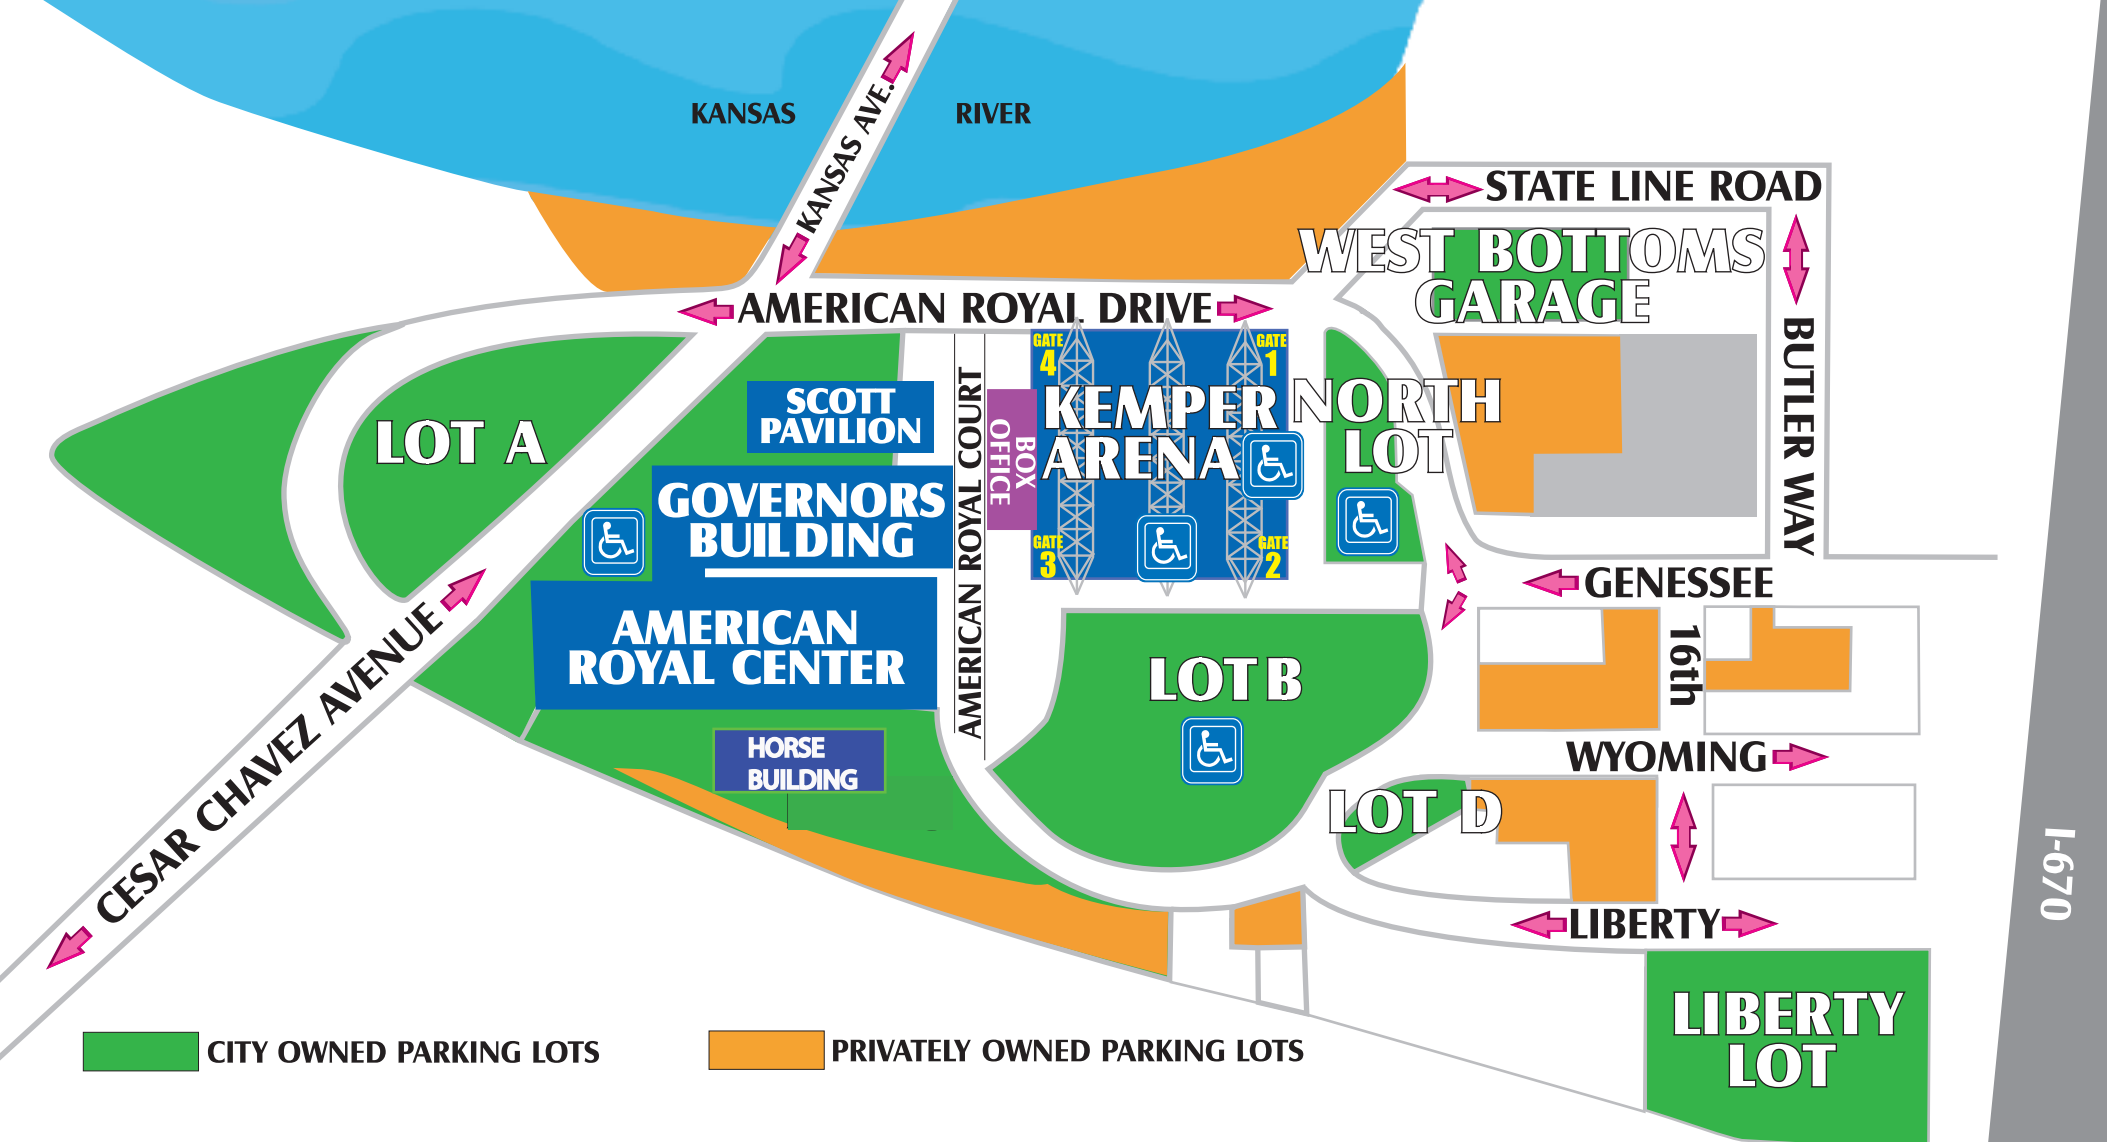 KANSAS
RIVER
KANSAS AVE.
STATE LINE ROAD
WEST BOTTOMS
GARAGE
AMERICAN ROYAL DRIVE
BUTLER WAY
GATE
4
GATE
1
SCOTT
PAVILION
AMERICAN ROYAL COURT
BOX
OFFICE
KEMPER
ARENA
NORTH
LOT
LOT A
GOVERNORS
BUILDING
GATE
3
GATE
2
GENESSEE
AMERICAN
ROYAL CENTER
16th
LOT B
CESAR CHAVEZ AVENUE
HORSE
BUILDING
WYOMING
LOT D
I-670
LIBERTY
LIBERTY
LOT
CITY OWNED PARKING LOTS
PRIVATELY OWNED PARKING LOTS